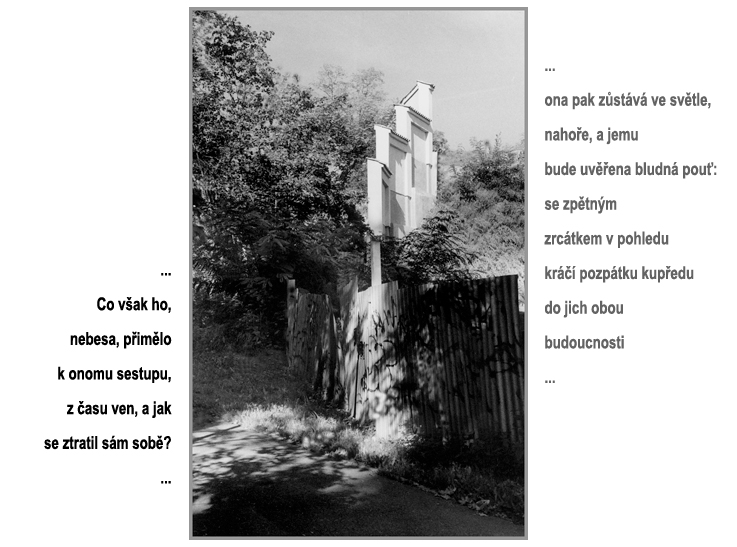 ...
Co však ho,
nebesa, přimělo
k onomu sestupu,
z času ven, a jak
se ztratil sám sobě?
...
...
ona pak zůstává ve světle,
nahoře, a jemu
bude uvěřena bludná pouť:
se zpětným
zrcátkem v pohledu
kráčí pozpátku kupředu
do jich obou
budoucnosti
...